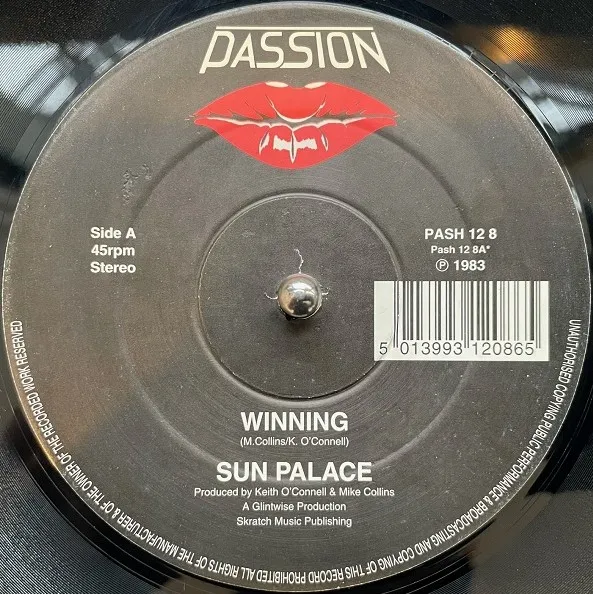 PASSION
Side A
45rpm
Stereo
PASH 12 8
Pash 12 8A*
℗ 1983
5 013993 120865
WINNING
(M.Collins/K. O'Connell)
SUN PALACE
Produced by Keith O'Connell & Mike Collins
A Glintwise Production
Skratch Music Publishing
UNAUTHORISED COPYING PUBLIC PERFORMANCE & BROADCASTING AND COPYING OF THIS RECORD PROHIBITED ALL RIGHTS OF THE MANUFACTURER & OF THE OWNER OF THE RECORDED WORK RESERVED